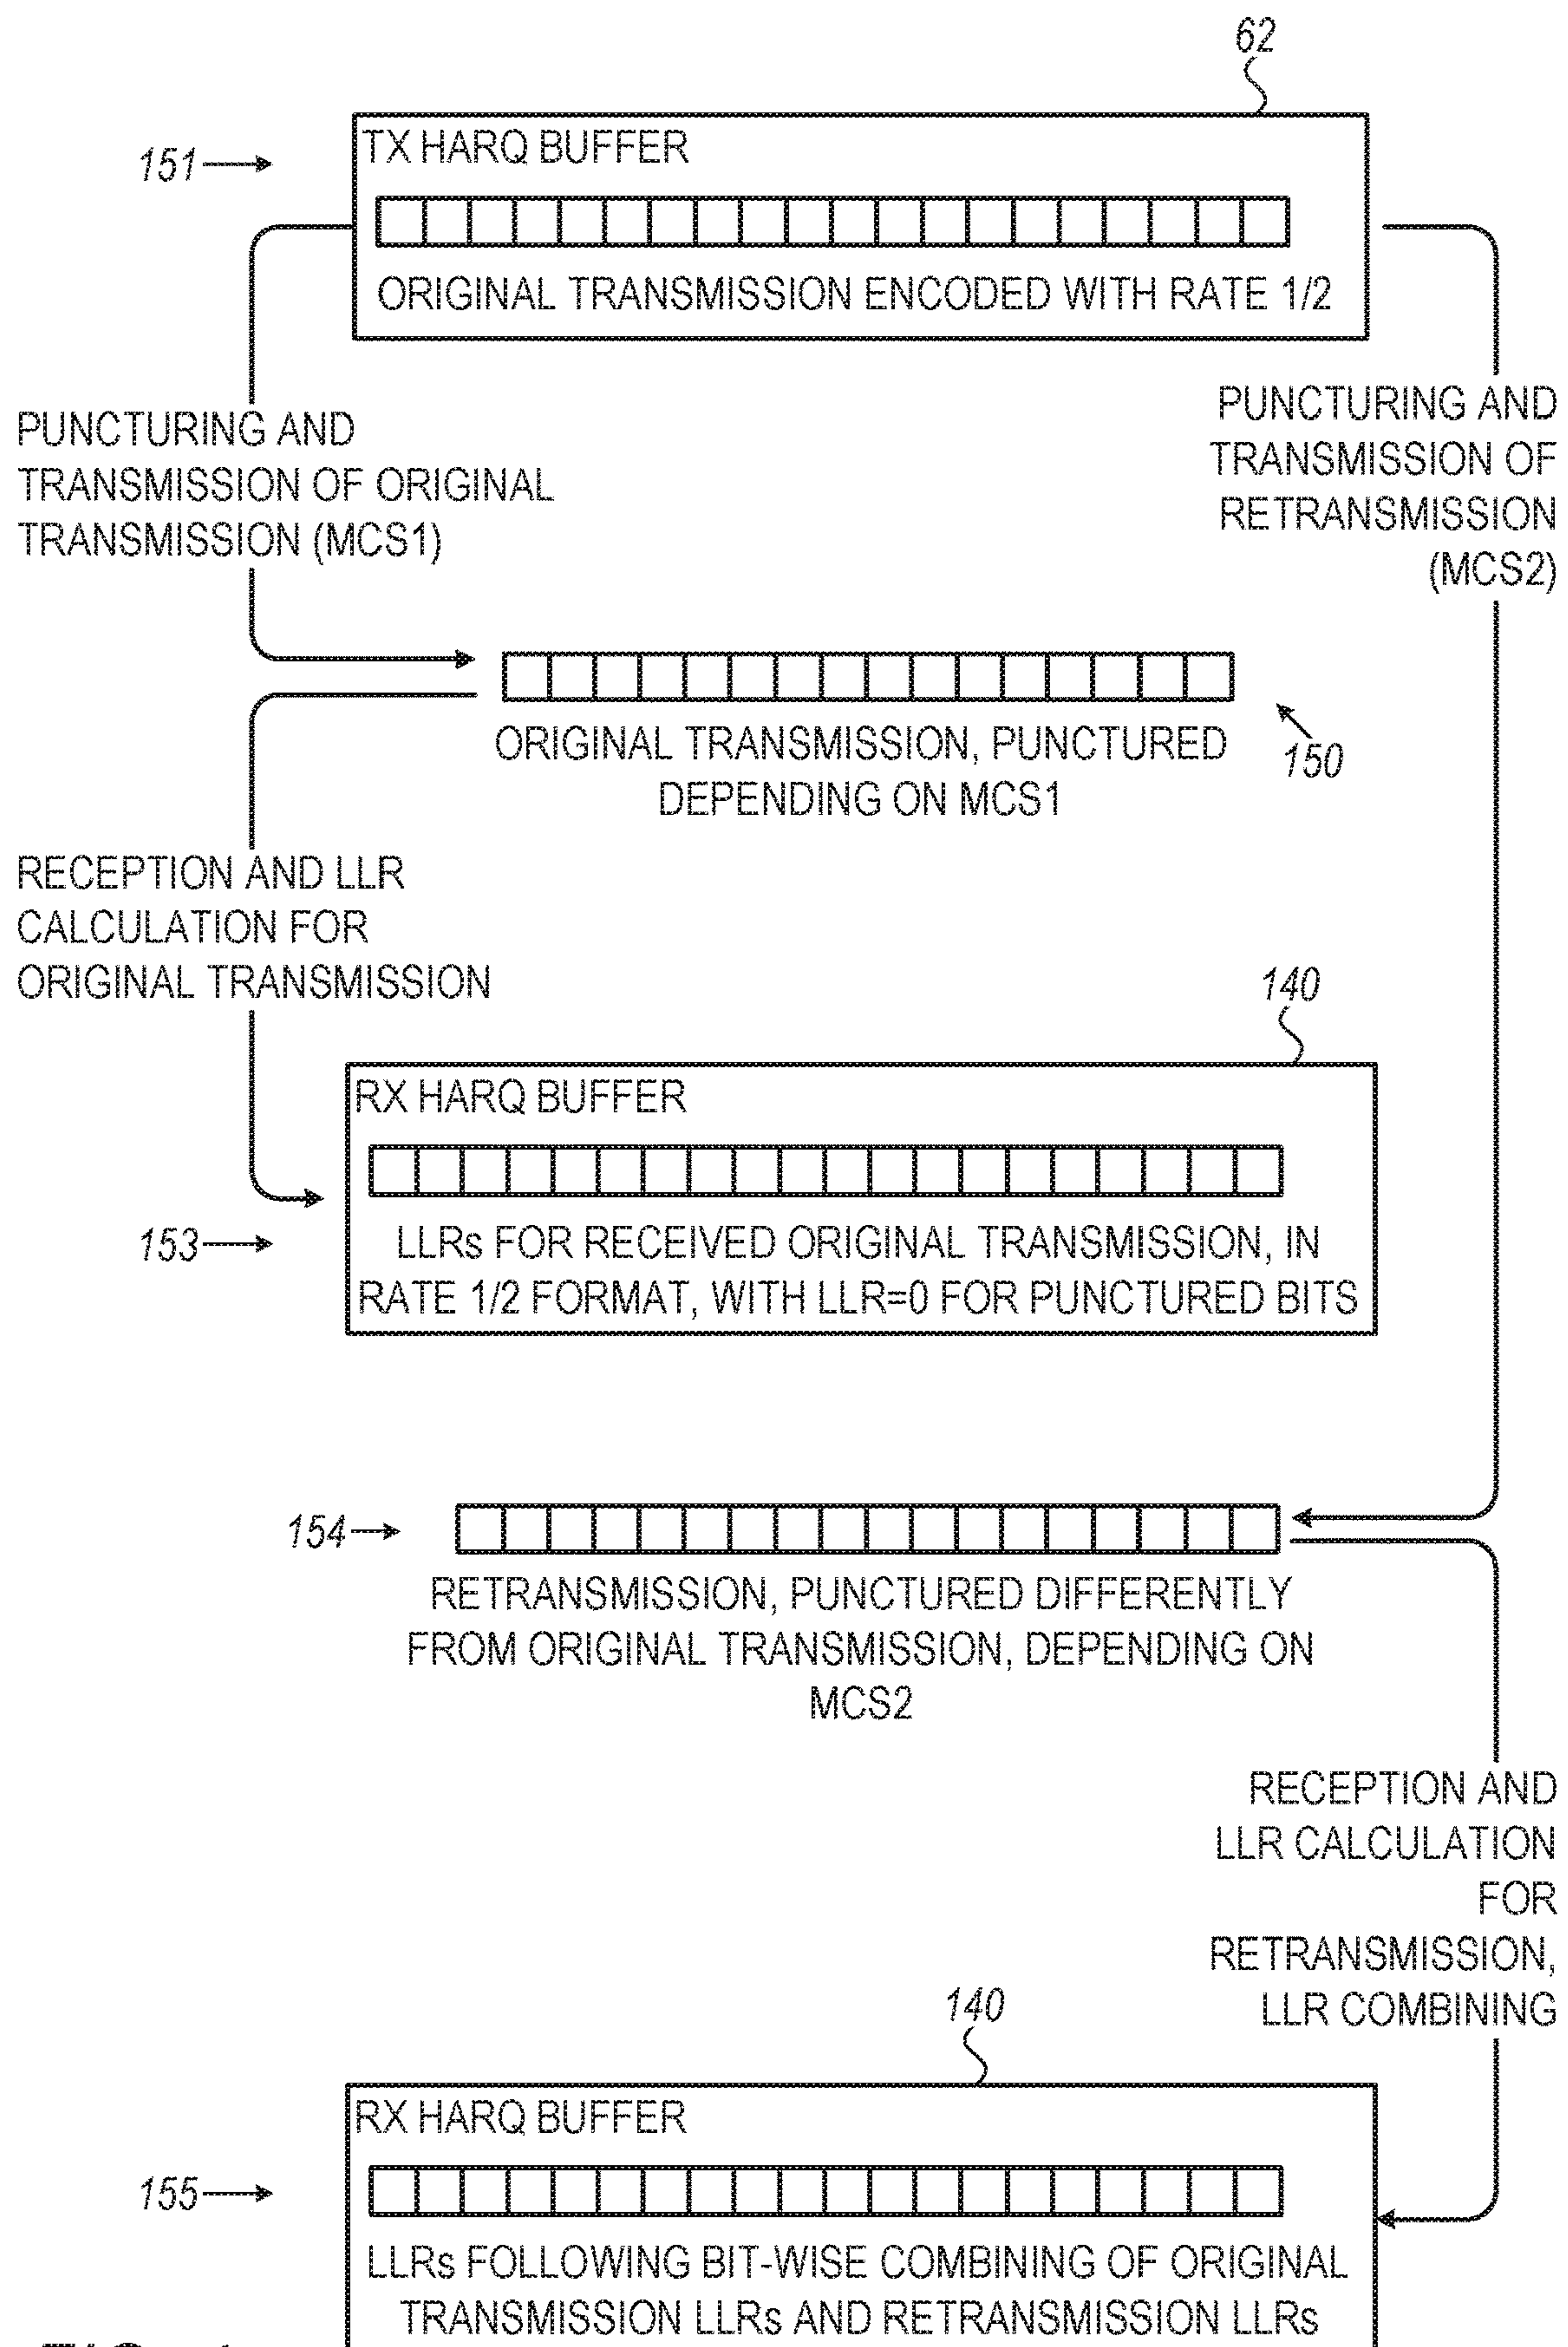 62
151
TX HARQ BUFFER
ORIGINAL TRANSMISSION ENCODED WITH RATE 1/2
PUNCTURING AND
TRANSMISSION OF ORIGINAL
TRANSMISSION (MCS1)
PUNCTURING AND
TRANSMISSION OF
RETRANSMISSION
(MCS2)
ORIGINAL TRANSMISSION, PUNCTURED
DEPENDING ON MCS1
150
RECEPTION AND LLR
CALCULATION FOR
ORIGINAL TRANSMISSION
140
RX HARQ BUFFER
153
LLRs FOR RECEIVED ORIGINAL TRANSMISSION, IN
RATE 1/2 FORMAT, WITH LLR=0 FOR PUNCTURED BITS
154
RETRANSMISSION, PUNCTURED DIFFERENTLY
FROM ORIGINAL TRANSMISSION, DEPENDING ON
MCS2
RECEPTION AND
LLR CALCULATION
FOR
RETRANSMISSION,
LLR COMBINING
140
RX HARQ BUFFER
155
LLRs FOLLOWING BIT-WISE COMBINING OF ORIGINAL
TRANSMISSION LLRs AND RETRANSMISSION LLRs